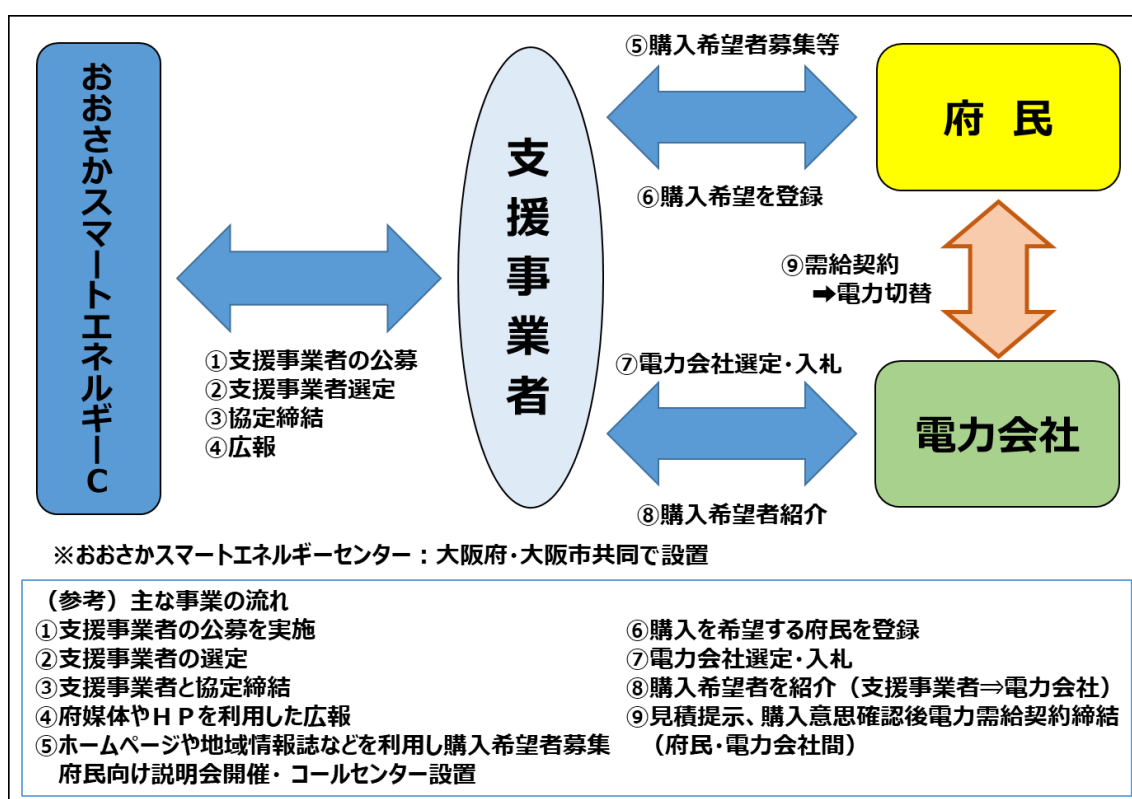 おおさかスマートエネルギーC
支援事業者
⑤購入希望者募集等
⑥購入希望を登録
府 民
①支援事業者の公募
②支援事業者選定
③協定締結
④広報
⑨需給契約
➡電力切替
⑦電力会社選定・入札
⑧購入希望者紹介
電力会社
※おおさかスマートエネルギーセンター：大阪府・大阪市共同で設置
（参考）主な事業の流れ
①支援事業者の公募を実施
②支援事業者の選定
③支援事業者と協定締結
④府媒体やＨＰを利用した広報
⑤ホームページや地域情報誌などを利用し購入希望者募集
府民向け説明会開催・コールセンター設置
⑥購入を希望する府民を登録
⑦電力会社選定・入札
⑧購入希望者を紹介（支援事業者⇒電力会社）
⑨見積提示、購入意思確認後電力需給契約締結
（府民・電力会社間）